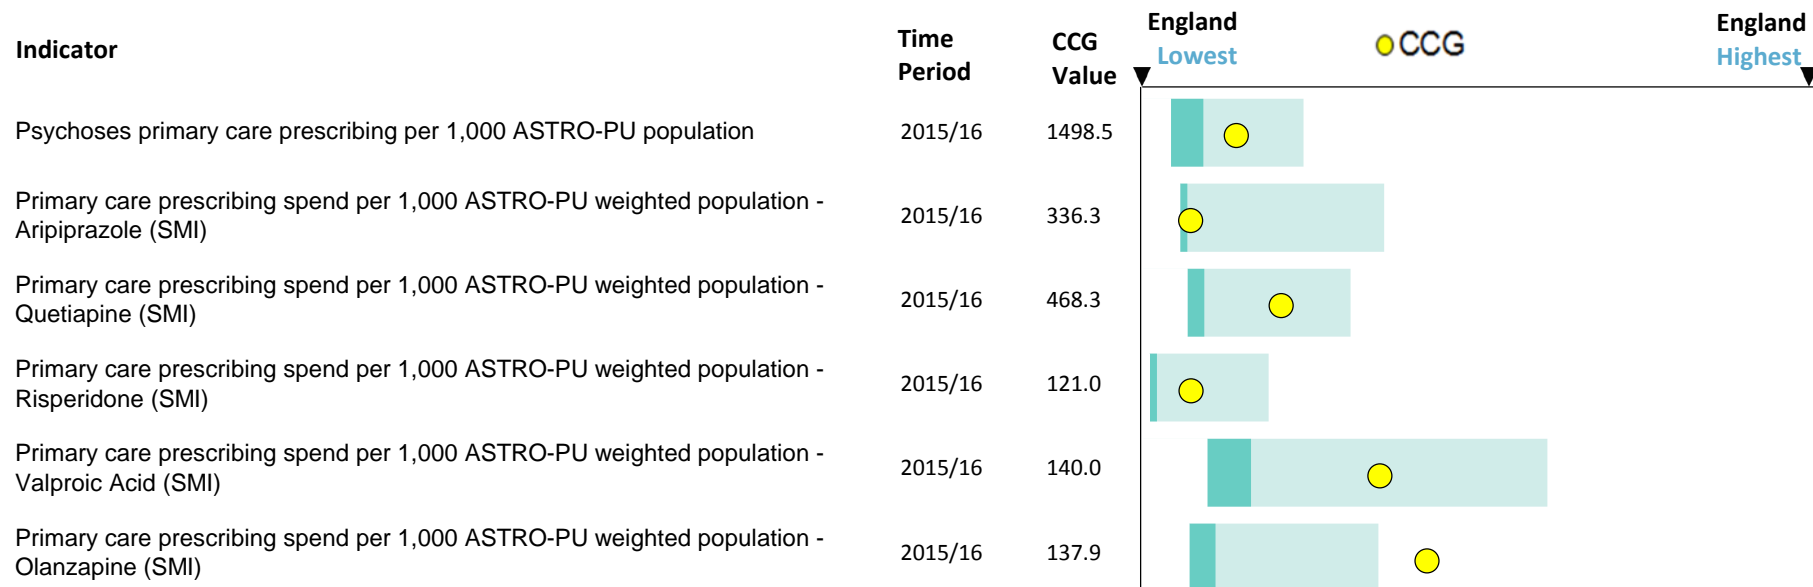 Indicator
Time Period
CCG Value
England Lowest
CCG
England Highest
Psychoses primary care prescribing per 1,000 ASTRO-PU population 2015/16 1498.5
Primary care prescribing spend per 1,000 ASTRO-PU weighted population -
Aripiprazole (SMI) 2015/16 336.3
Primary care prescribing spend per 1,000 ASTRO-PU weighted population -
Quetiapine (SMI) 2015/16 468.3
Primary care prescribing spend per 1,000 ASTRO-PU weighted population -
Risperidone (SMI) 2015/16 121.0
Primary care prescribing spend per 1,000 ASTRO-PU weighted population -
Valproic Acid (SMI) 2015/16 140.0
Primary care prescribing spend per 1,000 ASTRO-PU weighted population -
Olanzapine (SMI) 2015/16 137.9